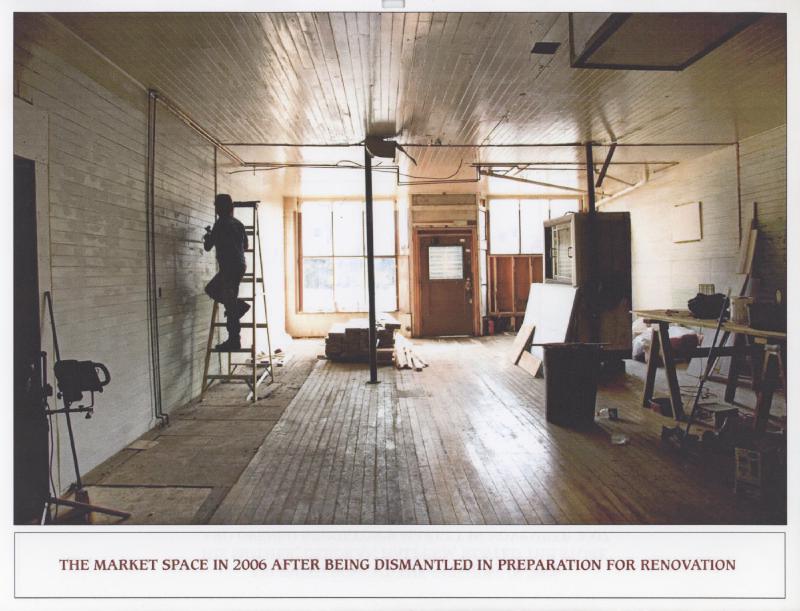 THE MARKET SPACE IN 2006 AFTER BEING DISMANTLED IN PREPARATION FOR RENOVATION